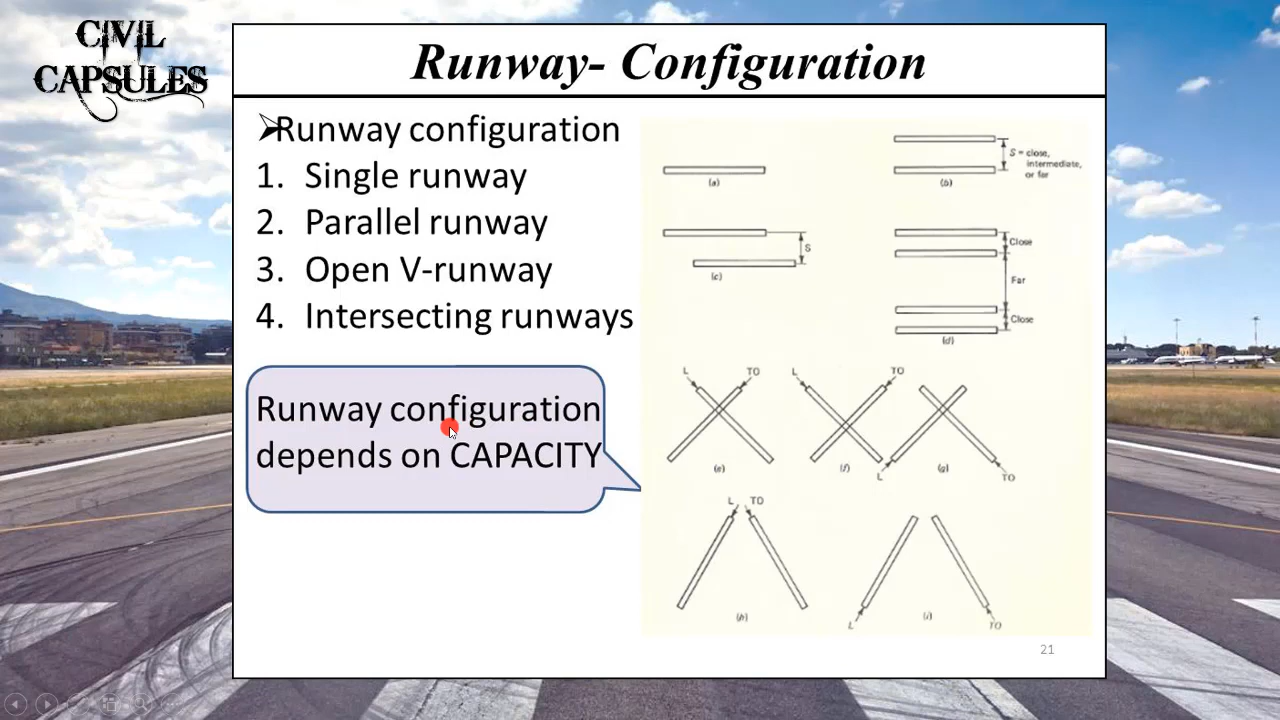 CIVIL
CAPSULES
Runway- Configuration
➢Runway configuration
1. Single runway
2. Parallel runway
3. Open V-runway
4. Intersecting runways
Runway configuration
depends on CAPACITY
(a)
S = close,
intermediate,
or far
(b)
S
(c)
Close
Far
Close
(d)
L TO
(e)
L TO
(f)
L TO
(g)
L TO
(h)
L TO
(i)
21